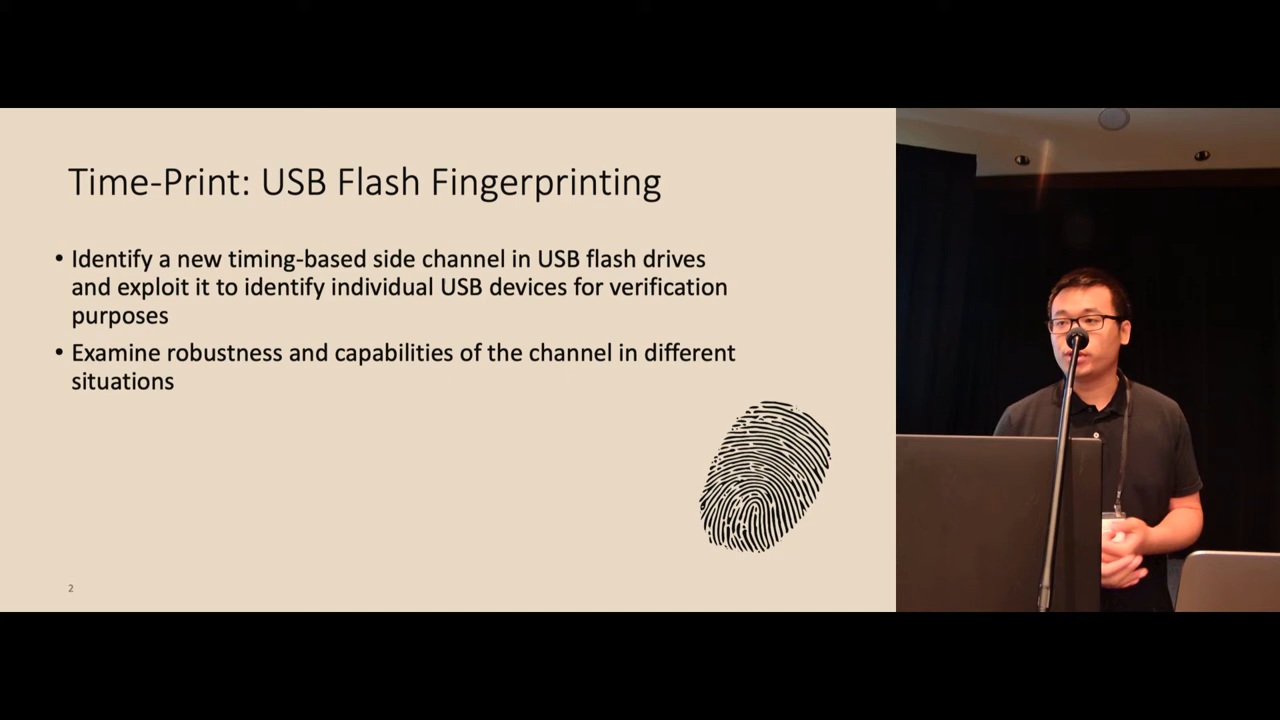 Time-Print: USB Flash Fingerprinting
• Identify a new timing-based side channel in USB flash drives
and exploit it to identify individual USB devices for verification
purposes
• Examine robustness and capabilities of the channel in different
situations
2